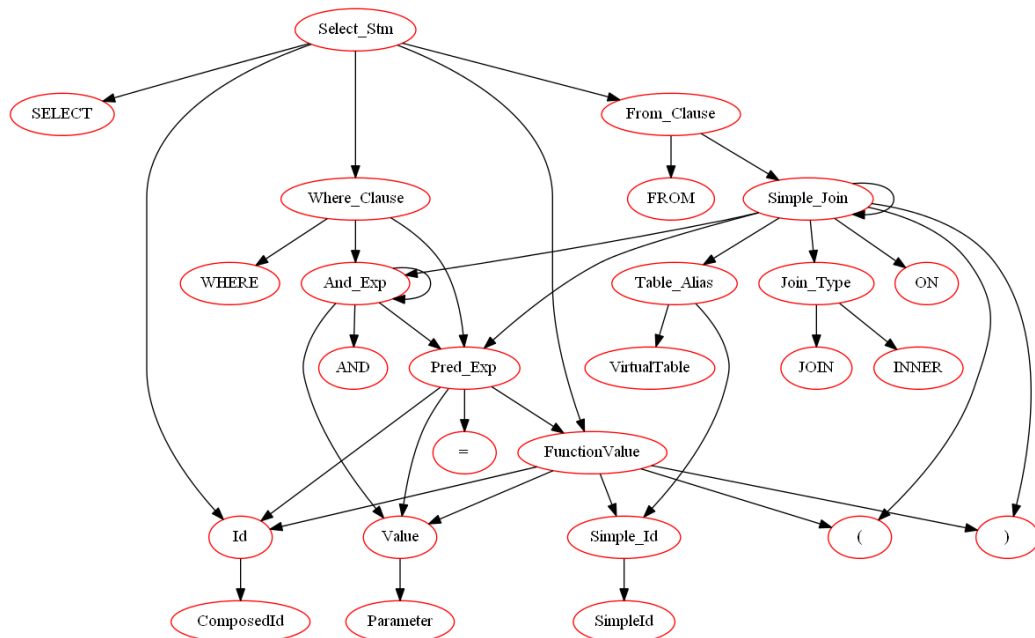 Select_Stm
SELECT
From_Clause
Where_Clause
FROM
Simple_Join
WHERE
And_Exp
Table_Alias
Join_Type
ON
AND
Pred_Exp
VirtualTable
JOIN
INNER
=
FunctionValue
Id
Value
Simple_Id
(
)
ComposedId
Parameter
SimpleId